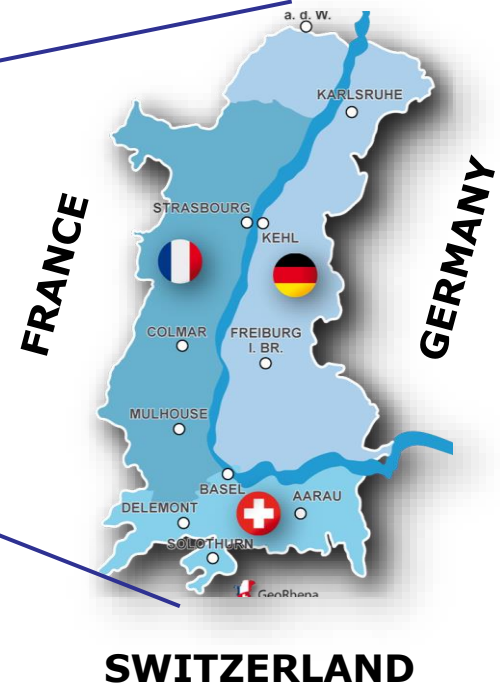 a. d. W.
KARLSRUHE
GERMANY
FRANCE
STRASBOURG
KEHL
COLMAR
FREIBURG
I. BR.
MULHOUSE
BASEL
AARAU
DELEMONT
SOLOTHURN
GeoRhena
SWITZERLAND